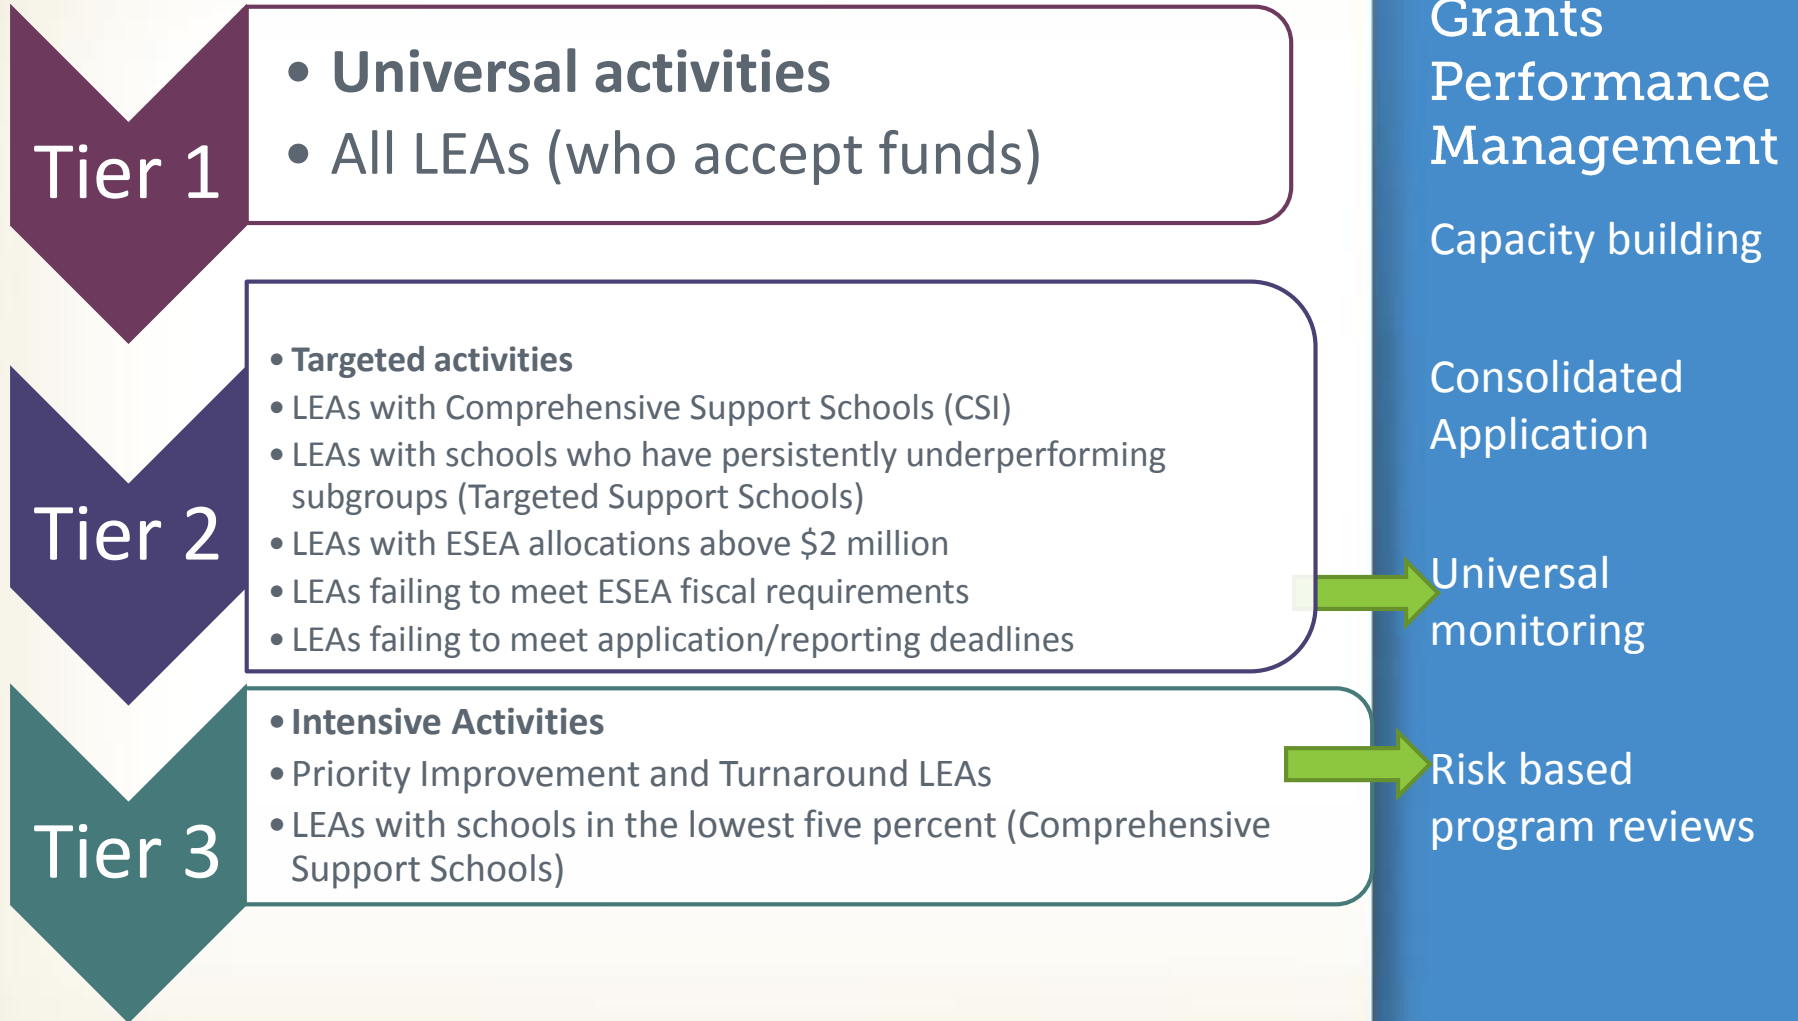 Tier 1
• Universal activities
• All LEAs (who accept funds)
Tier 2
• Targeted activities
• LEAs with Comprehensive Support Schools (CSI)
• LEAs with schools who have persistently underperforming
subgroups (Targeted Support Schools)
• LEAs with ESEA allocations above $2 million
• LEAs failing to meet ESEA fiscal requirements
• LEAs failing to meet application/reporting deadlines
Tier 3
• Intensive Activities
• Priority Improvement and Turnaround LEAs
• LEAs with schools in the lowest five percent (Comprehensive
Support Schools)
Grants
Performance
Management
Capacity building
Consolidated
Application
Universal
monitoring
Risk based
program reviews